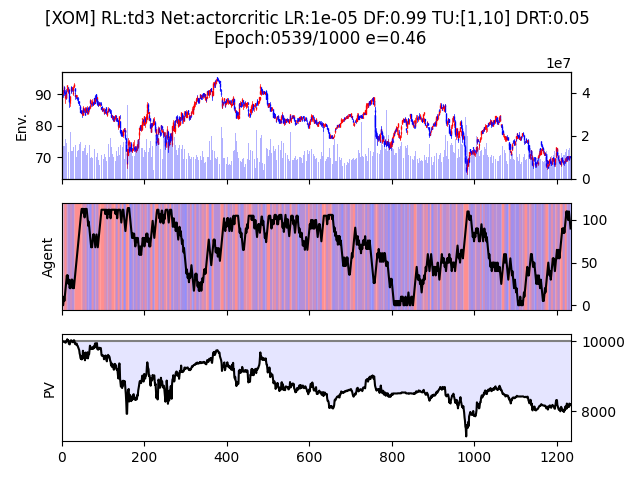 [XOM] RL:td3 Net:actorcritic LR:1e-05 DF:0.99 TU:[1,10] DRT:0.05
Epoch:0539/1000 e=0.46
1e7
Env.
90
80
70
4
2
0
Agent
100
50
0
PV
10000
8000
0 200 400 600 800 1000 1200